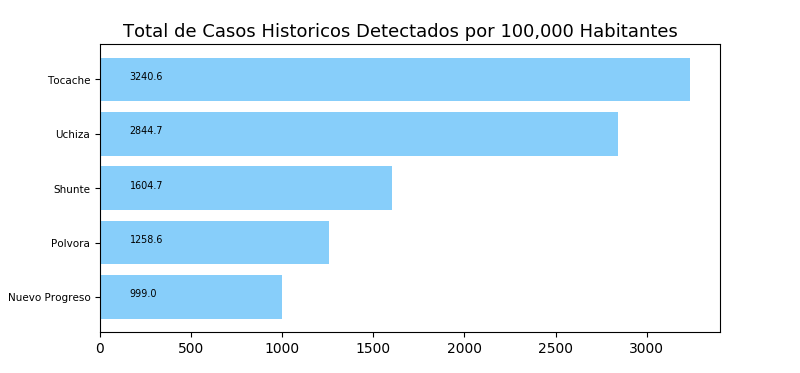 Total de Casos Historicos Detectados por 100,000 Habitantes
Tocache 3240.6
Uchiza 2844.7
Shunte 1604.7
Polvora 1258.6
Nuevo Progreso 999.0
0 500 1000 1500 2000 2500 3000